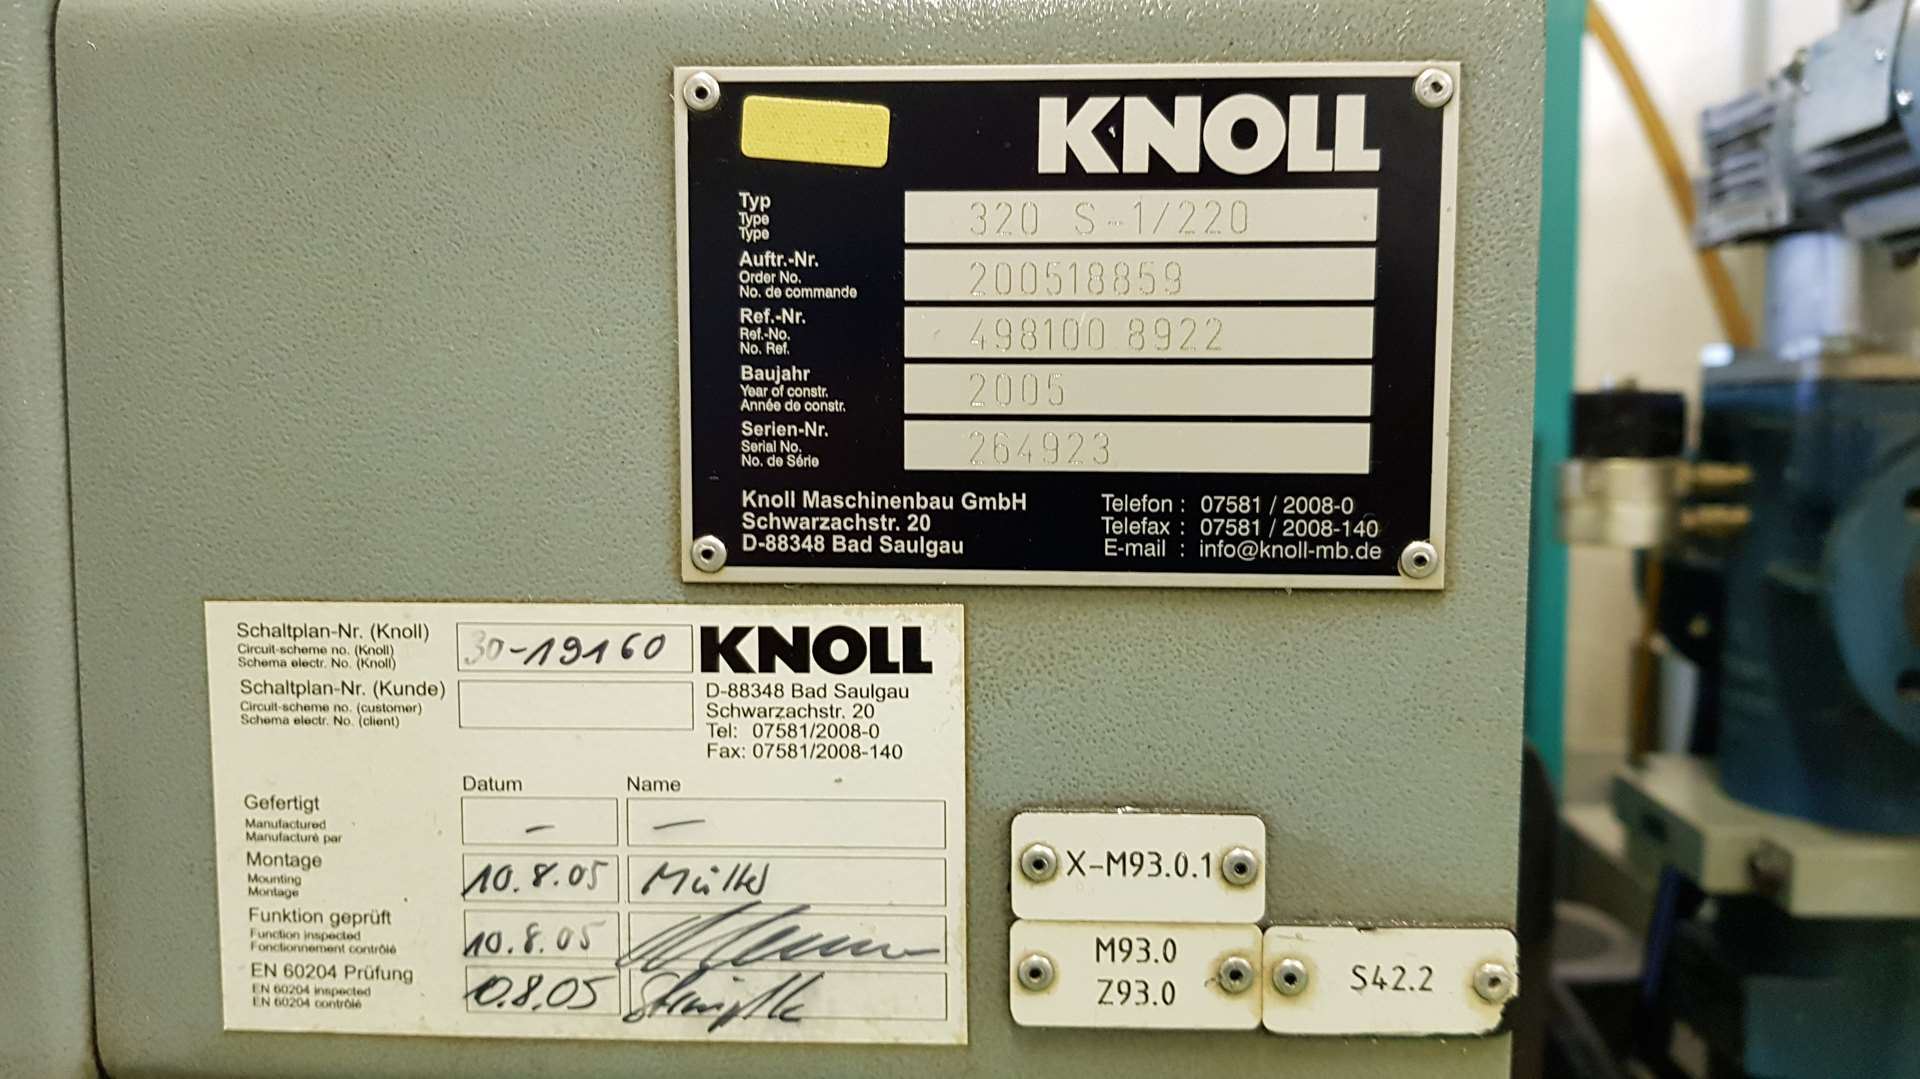 KNOLL
Typ
Type
Type
320 S-1/220
Auftr.-Nr.
Order No.
No. de commande
200518859
Ref.-Nr.
Ref.-No.
No. Ref.
498100 8922
Baujahr
Year of constr.
Année de constr.
2005
Serien-Nr.
Serial No.
No. de Série
264923
Knoll Maschinenbau GmbH
Schwarzachstr. 20
D-88348 Bad Saulgau
Telefon : 07581 / 2008-0
Telefax : 07581 / 2008-140
E-mail : info@knoll-mb.de
Schaltplan-Nr. (Knoll)
Circuit-scheme no. (Knoll)
Schema electr. No. (Knoll)
30-19160
Schaltplan-Nr. (Kunde)
Circuit-scheme no. (customer)
Schema electr. No. (client)
KNOLL
D-88348 Bad Saulgau
Schwarzachstr. 20
Tel: 07581/2008-0
Fax: 07581/2008-140
Datum Name
Gefertigt
Manufactured
Manufacturé par
– –
Montage
Mounting
Montage
10.8.05 Müller
Funktion geprüft
Function inspected
Fonctionnement contrôlé
10.8.05
EN 60204 Prüfung
EN 60204 inspected
EN 60204 contrôlé
10.8.05
X-M93.0.1
M93.0
Z93.0
S42.2